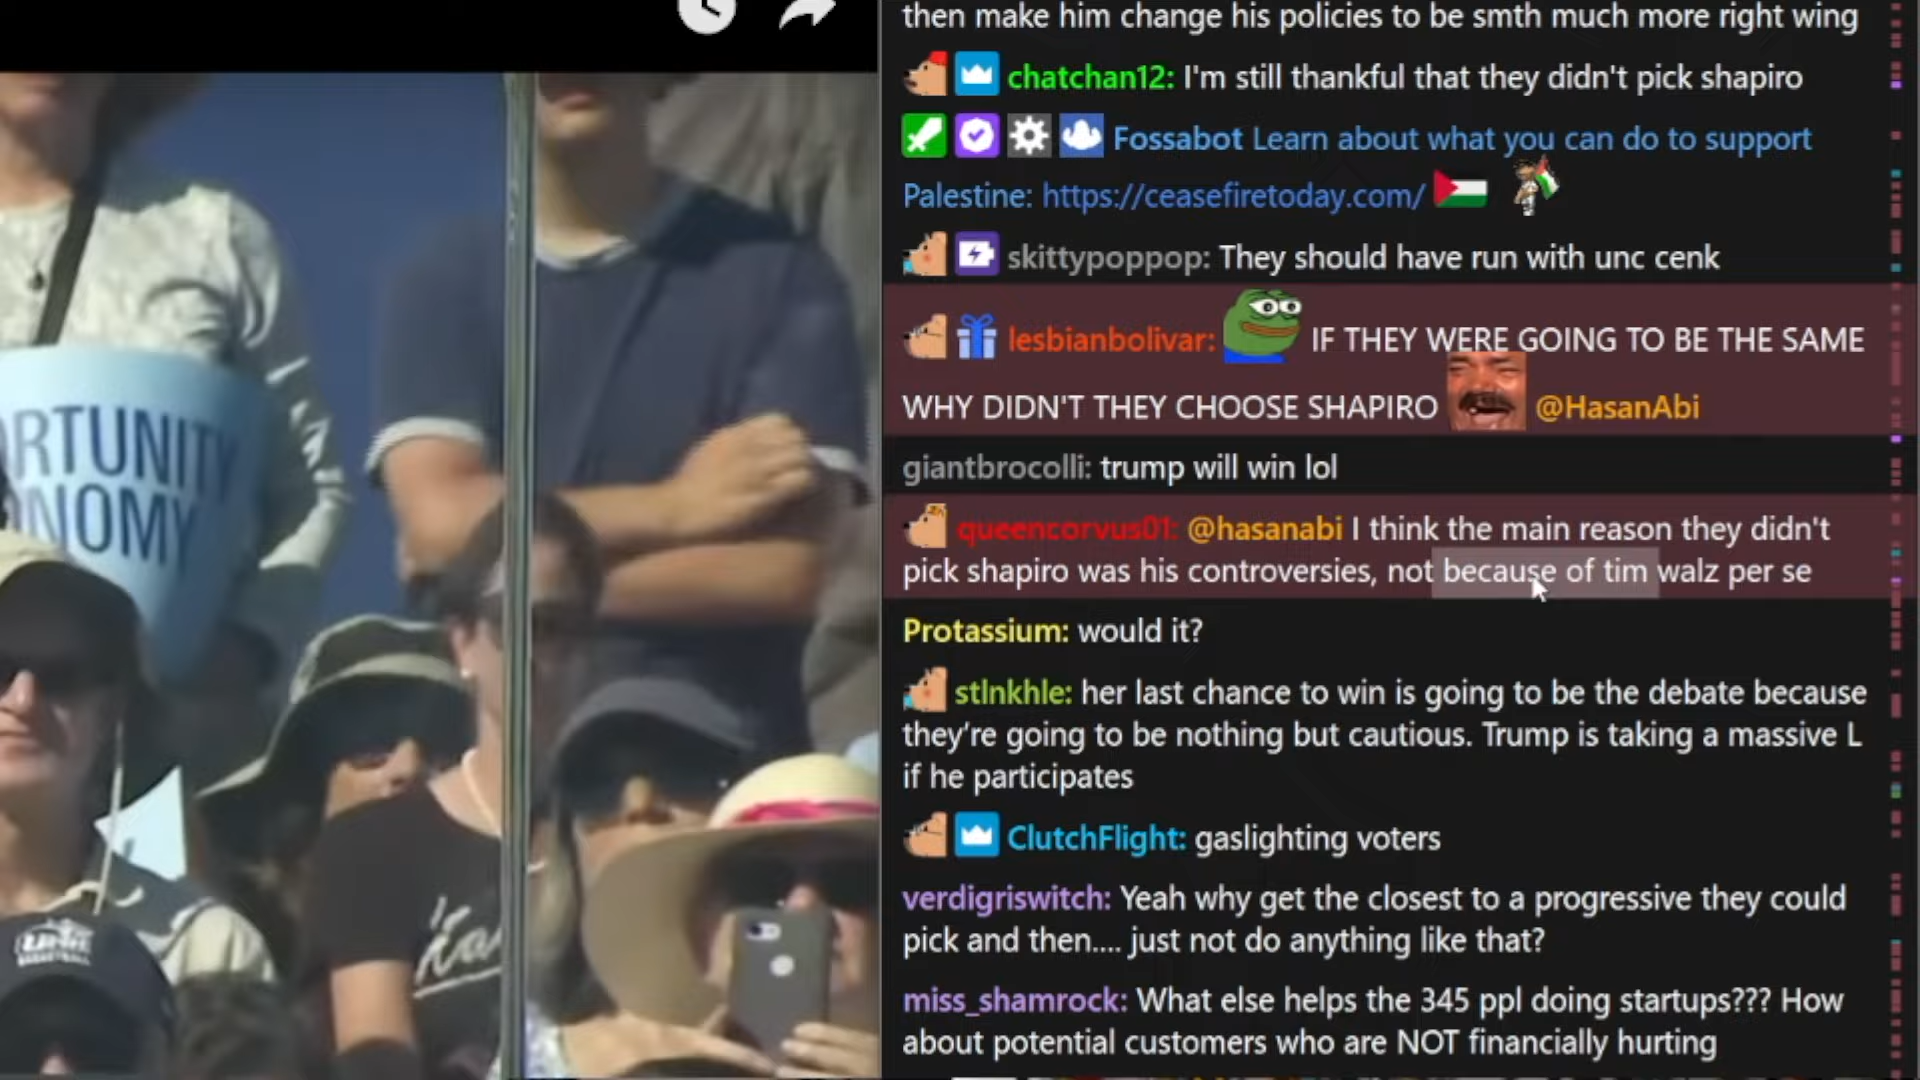 then make him change his policies to be smth much more right wing
chatchan12: I'm still thankful that they didn't pick shapiro
Fossabot Learn about what you can do to support
Palestine: https://ceasefiretoday.com/
skittypoppop: They should have run with unc cenk
lesbianbolivar: IF THEY WERE GOING TO BE THE SAME
WHY DIDN'T THEY CHOOSE SHAPIRO @HasanAbi
giantbrocolli: trump will win lol
queencorvus01: @hasanabi I think the main reason they didn't
pick shapiro was his controversies, not because of tim walz per se
Protassium: would it?
stlnkhle: her last chance to win is going to be the debate because
they're going to be nothing but cautious. Trump is taking a massive L
if he participates
ClutchFlight: gaslighting voters
verdigriswitch: Yeah why get the closest to a progressive they could
pick and then.... just not do anything like that?
miss_shamrock: What else helps the 345 ppl doing startups??? How
about potential customers who are NOT financially hurting
RTUNITY
NOMY